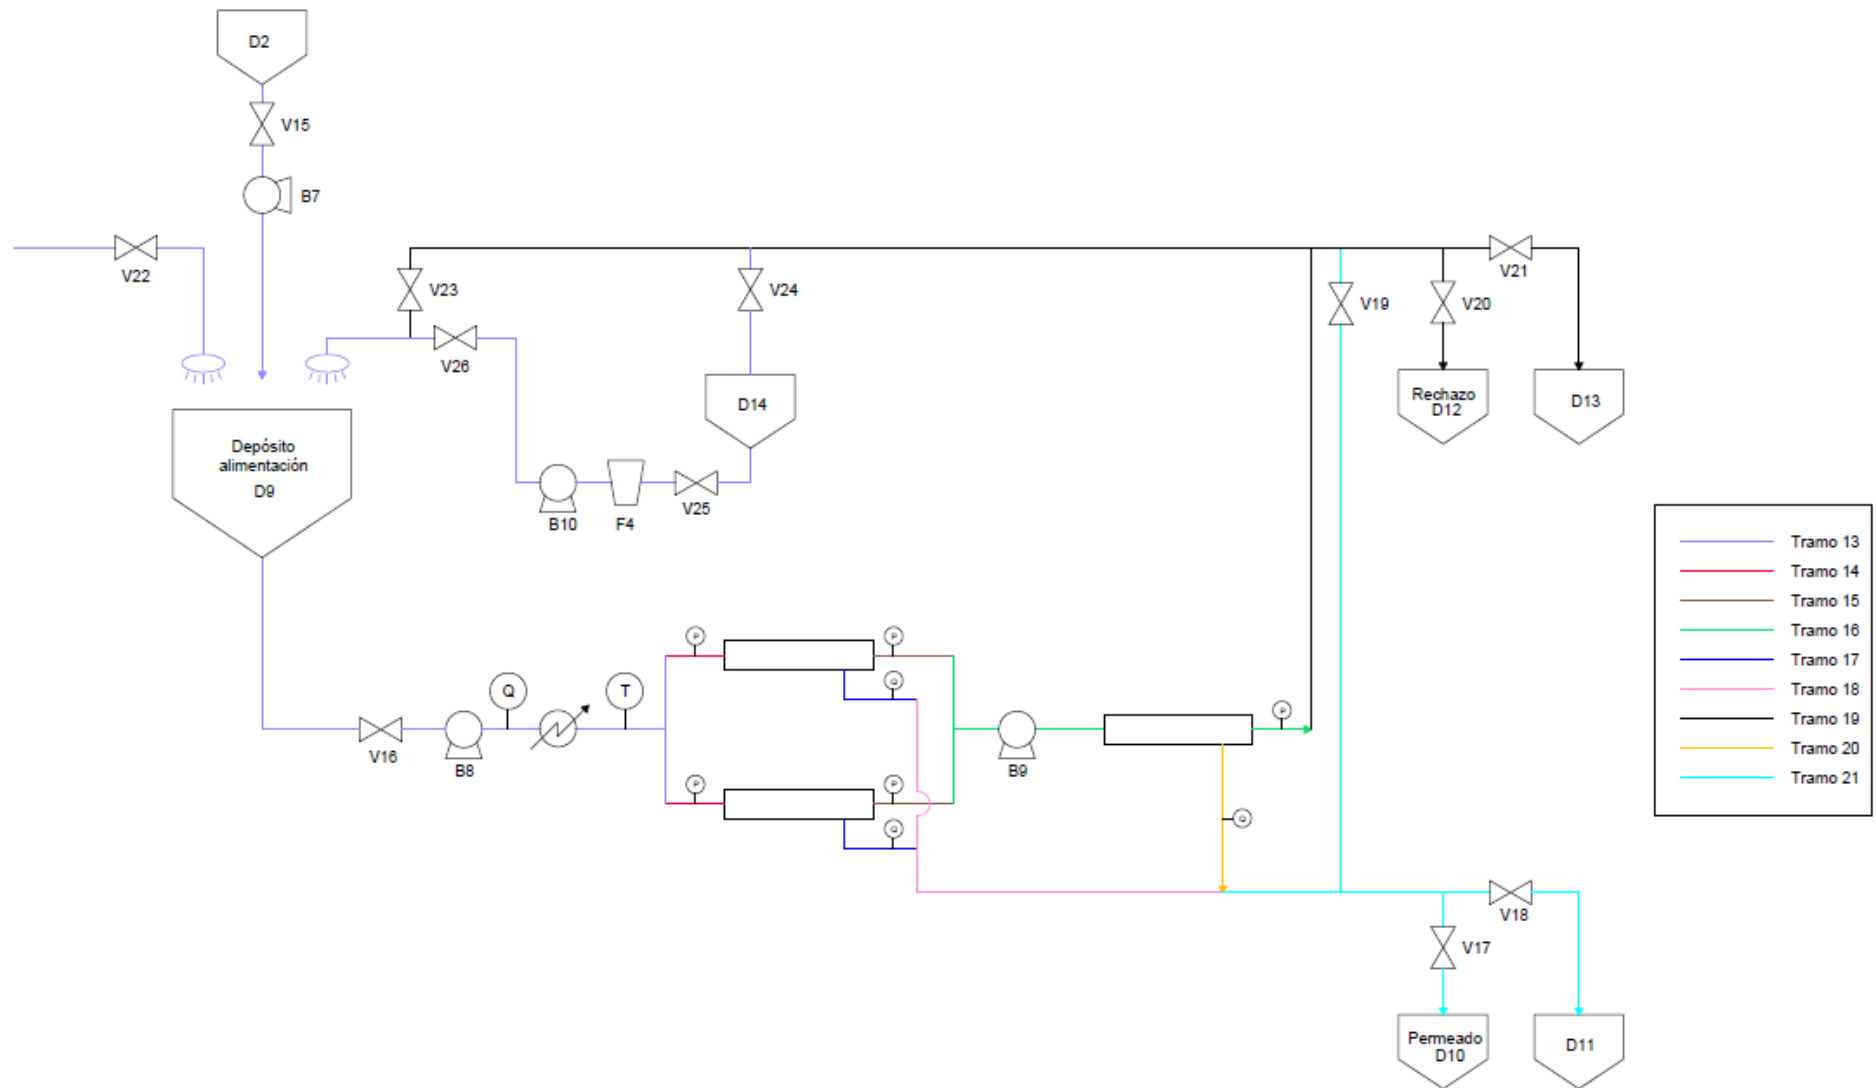 D2
V15
B7
V22
V23
V24
V26
V19
V20
V21
D14
Rechazo
D12
D13
Depósito
alimentación
D9
B10
F4
V25
Tramo 13
Tramo 14
Tramo 15
Tramo 16
Tramo 17
Tramo 18
Tramo 19
Tramo 20
Tramo 21
P
P
Q
Q
T
V16
B8
B9
P
P
P
Q
Q
V18
V17
Permeado
D10
D11